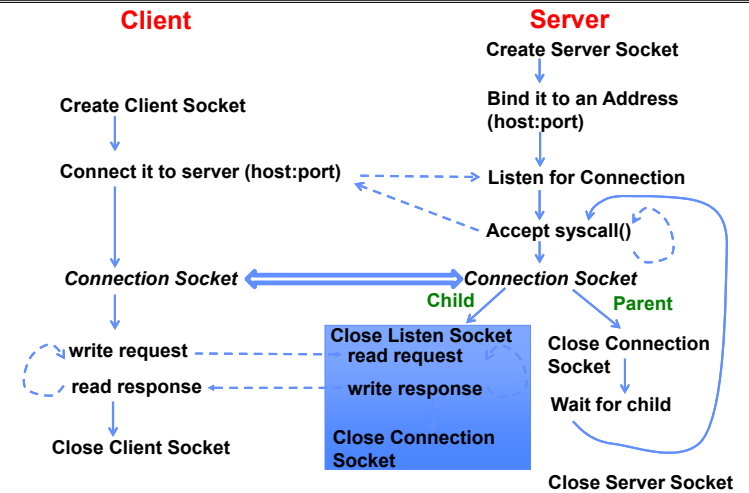 Client
Server
Create Server Socket
Create Client Socket
Bind it to an Address
(host:port)
Connect it to server (host:port)
Listen for Connection
Accept syscall()
Connection Socket
Connection Socket
Child
Parent
Close Listen Socket
read request
write request
Close Connection
Socket
read response
write response
Wait for child
Close Connection
Socket
Close Client Socket
Close Server Socket